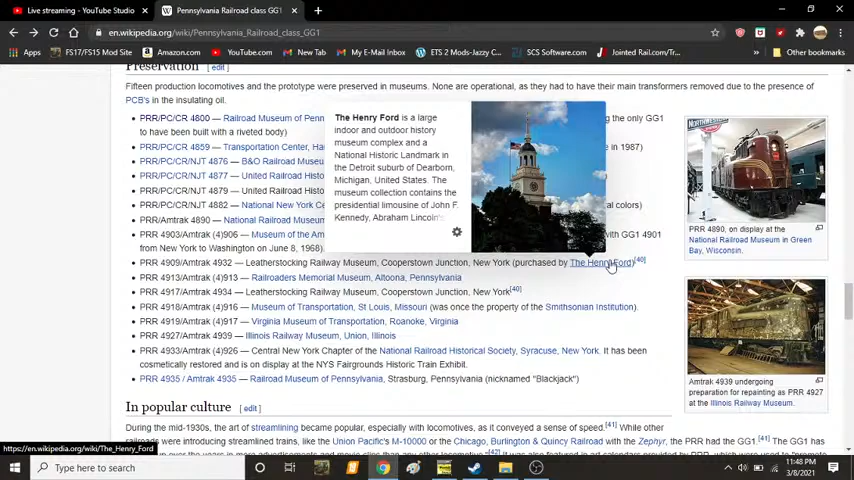 Live streaming - YouTube Studio
Pennsylvania Railroad class GG1
en.wikipedia.org/wiki/Pennsylvania_Railroad_class_GG1
Apps FS17/FS15 Mod Site Amazon.com YouTube.com New Tab My E-mail Inbox ETS 2 Mods-Jazzy C... SCS Software.com Jointed Rail.com/Tr... Other bookmarks
Preservation [ edit ]
Fifteen production locomotives and the prototype were preserved in museums. None are operational, as they had to have their main transformers removed due to the presence of
PCB's in the insulating oil.
PRR/PC/CR 4800 — Railroad Museum of Penn
ng the only GG1
to have been built with a riveted body)
PRR/PC/CR 4859 — Transportation Center, Ha
e in 1987)
PRR/PC/CR/NJT 4876 — B&O Railroad Museu
PRR/PC/CR/NJT 4877 — United Railroad Histo
PRR/PC/CR/NJT 4879 — United Railroad Histo
PRR/PC/CR/NJT 4882 — National New York Ce
al colors)
PRR/Amtrak 4890 — National Railroad Museum
PRR 4903/Amtrak (4)906 — Museum of the Am
with GG1 4901
from New York to Washington on June 8, 1968)
PRR 4909/Amtrak 4932 — Leatherstocking Railway Museum, Cooperstown Junction, New York (purchased by The Henry Ford)[40]
PRR 4913/Amtrak (4)913 — Railroaders Memorial Museum, Altoona, Pennsylvania
PRR 4917/Amtrak (4)934 — Leatherstocking Railway Museum, Cooperstown Junction, New York[40]
PRR 4918/Amtrak (4)916 — Museum of Transportation, St Louis, Missouri (was once the property of the Smithsonian Institution).
PRR 4919/Amtrak (4)917 — Virginia Museum of Transportation, Roanoke, Virginia
PRR 4927/Amtrak 4939 — Illinois Railway Museum, Union, Illinois
PRR 4933/Amtrak (4)926 — Central New York Chapter of the National Railroad Historical Society, Syracuse, New York. It has been
cosmetically restored and is on display at the NYS Fairgrounds Historic Train Exhibit.
PRR 4935 / Amtrak 4935 — Railroad Museum of Pennsylvania, Strasburg, Pennsylvania (nicknamed "Blackjack")
The Henry Ford is a large
indoor and outdoor history
museum complex and a
National Historic Landmark in
the Detroit suburb of Dearborn,
Michigan, United States. The
museum collection contains the
presidential limousine of John F.
Kennedy, Abraham Lincoln's
PRR 4890, on display at the
National Railroad Museum in Green
Bay, Wisconsin.
Amtrak 4939 undergoing
preparation for repainting as PRR 4927
at the Illinois Railway Museum.
In popular culture [ edit ]
During the mid-1930s, the art of streamlining became popular, especially with locomotives, as it conveyed a sense of speed.[41] While other
railroads were introducing streamlined trains, like the Union Pacific's M-10000 or the Chicago, Burlington & Quincy Railroad with the Zephyr, the PRR had the GG1.[41] The GG1 has
https://en.wikipedia.org/wiki/The_Henry_Ford
Type here to search
11:48 PM
3/8/2021